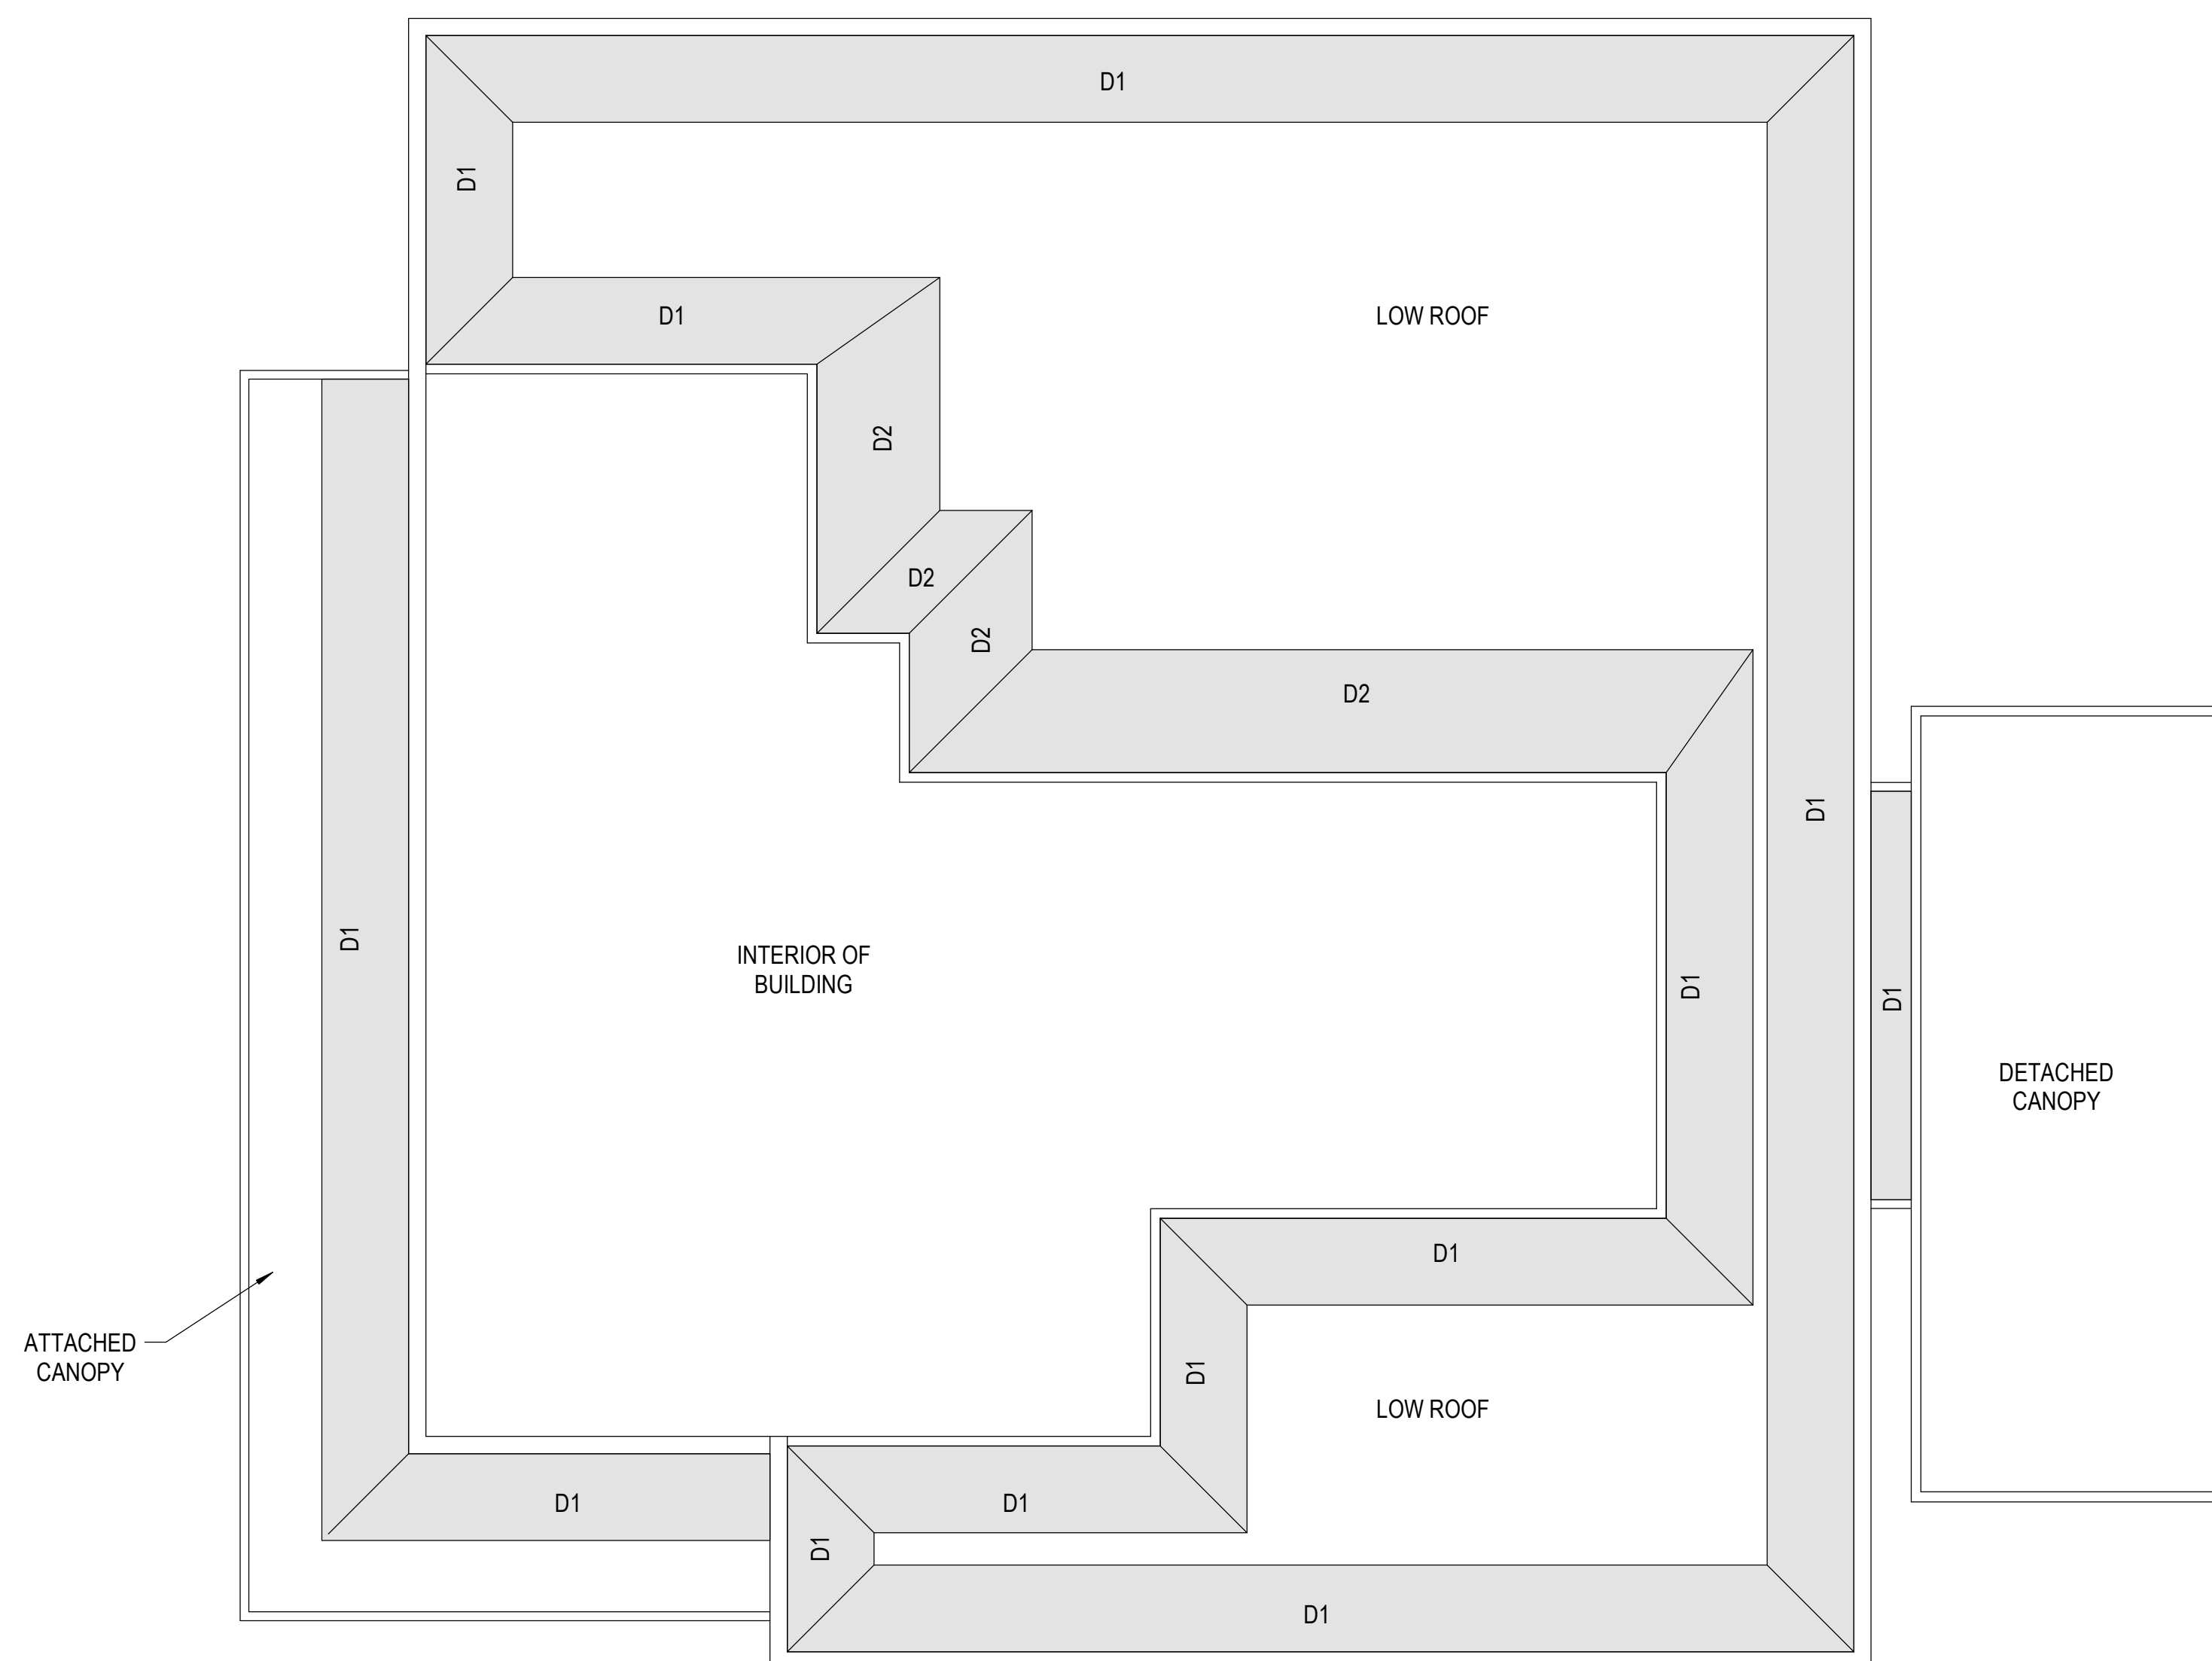 D1
D1
D1
LOW ROOF
D2
D2
D2
D2
D1
D1
INTERIOR OF
BUILDING
D1
D1
D1
DETACHED
CANOPY
D1
ATTACHED
CANOPY
D1
LOW ROOF
D1
D1
D1
D1